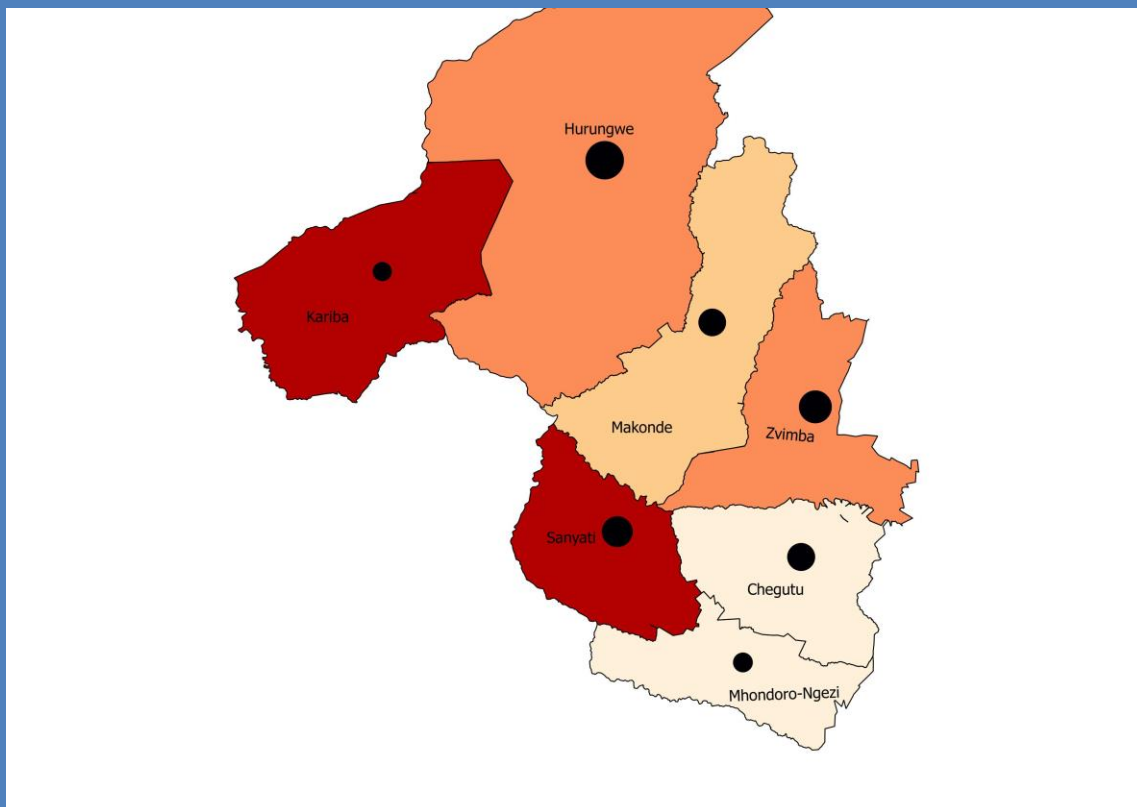 Hurungwe
Kariba
Makonde
Zvimba
Sanyati
Chegutu
Mhondoro-Ngezi